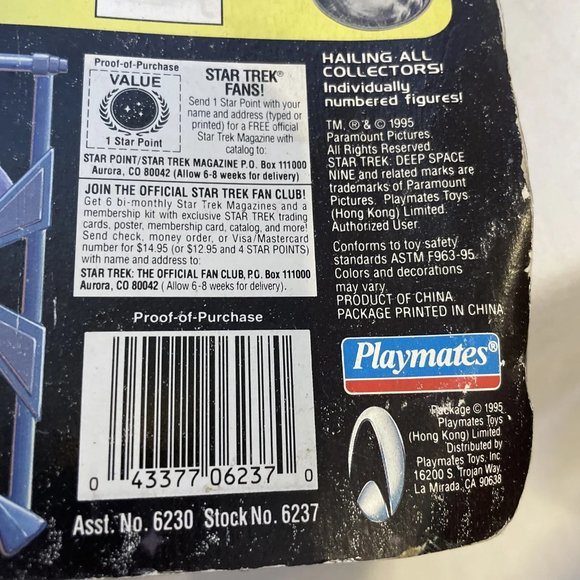 Proof-of-Purchase
VALUE
1 Star Point
STAR TREK® FANS!
Send 1 Star Point with your
name and address (typed or
printed) for a FREE official
Star Trek Magazine with
catalog to:
STAR POINT/STAR TREK MAGAZINE P.O. Box 111000
Aurora, CO 80042 (Allow 6-8 weeks for delivery)
JOIN THE OFFICIAL STAR TREK FAN CLUB!
Get 6 bi-monthly Star Trek Magazines and a
membership kit with exclusive STAR TREK trading
cards, poster, membership card, catalog, and more!
Send check, money order, or Visa/Mastercard
number for $14.95 (or $12.95 and 4 STAR POINTS)
with name and address to:
STAR TREK: THE OFFICIAL FAN CLUB, P.O. Box 111000
Aurora, CO 80042 ( Allow 6-8 weeks for delivery).
Proof-of-Purchase
0 43377 06237 0
Asst. No. 6230 Stock No. 6237
HAILING ALL
COLLECTORS!
Individually
numbered figures!
TM, ® & © 1995
Paramount Pictures.
All Rights Reserved.
STAR TREK: DEEP SPACE
NINE and related marks are
trademarks of Paramount
Pictures. Playmates Toys
(Hong Kong) Limited.
Authorized User.
Conforms to toy safety
standards ASTM F963-95.
Colors and decorations
may vary.
PRODUCT OF CHINA.
PACKAGE PRINTED IN CHINA
Playmates®
Package © 1995
Playmates Toys
(Hong Kong) Limited
Distributed by
Playmates Toys, Inc.
16200 S. Trojan Way,
La Mirada, CA 90638